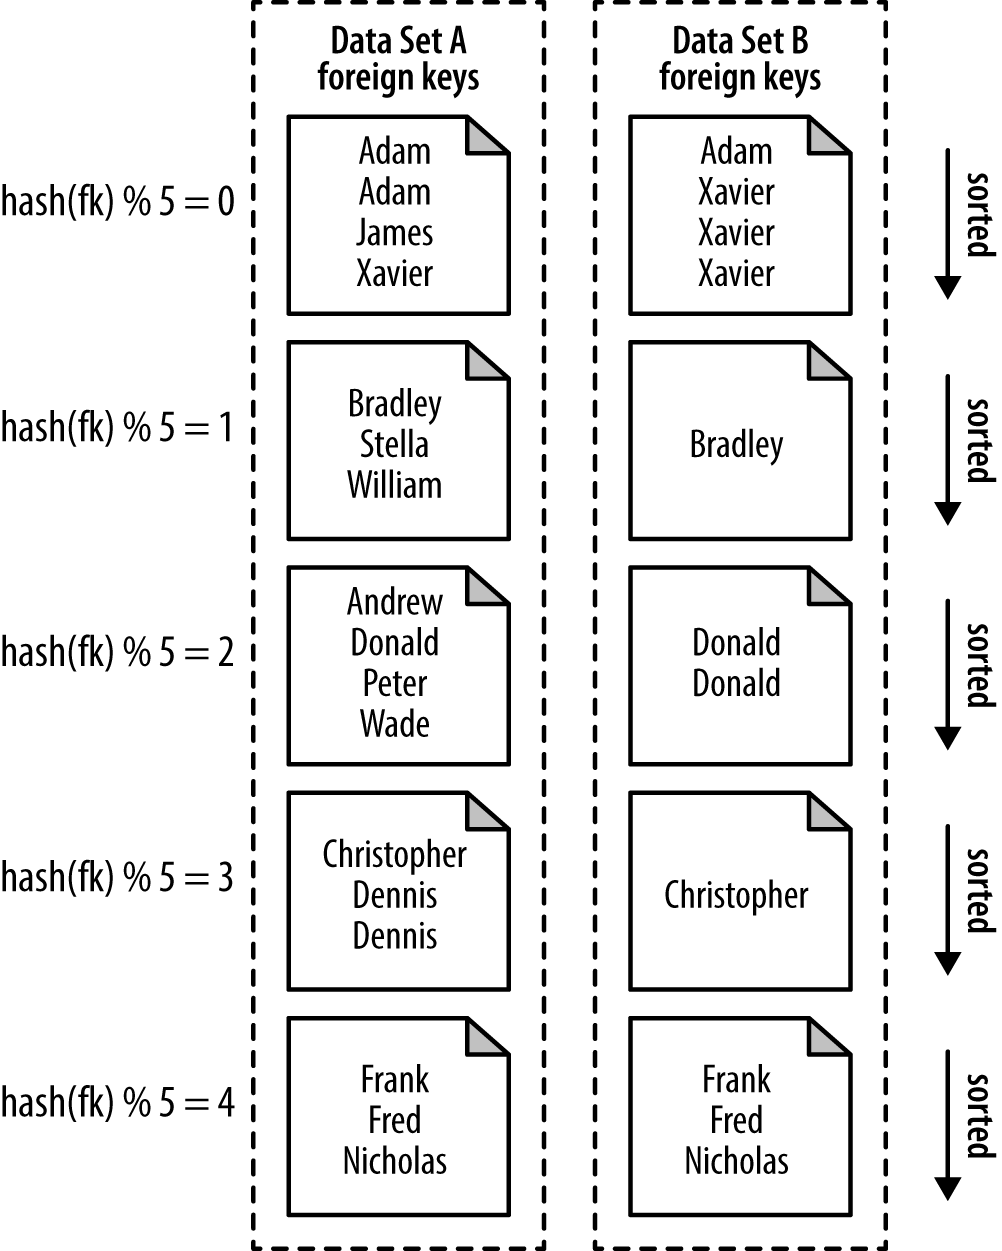 Data Set A
foreign keys
Data Set B
foreign keys
hash(fk) % 5 = 0
Adam
Adam
James
Xavier
Adam
Xavier
Xavier
Xavier
sorted
hash(fk) % 5 = 1
Bradley
Stella
William
Bradley
sorted
hash(fk) % 5 = 2
Andrew
Donald
Peter
Wade
Donald
Donald
sorted
hash(fk) % 5 = 3
Christopher
Dennis
Dennis
Christopher
sorted
hash(fk) % 5 = 4
Frank
Fred
Nicholas
Frank
Fred
Nicholas
sorted